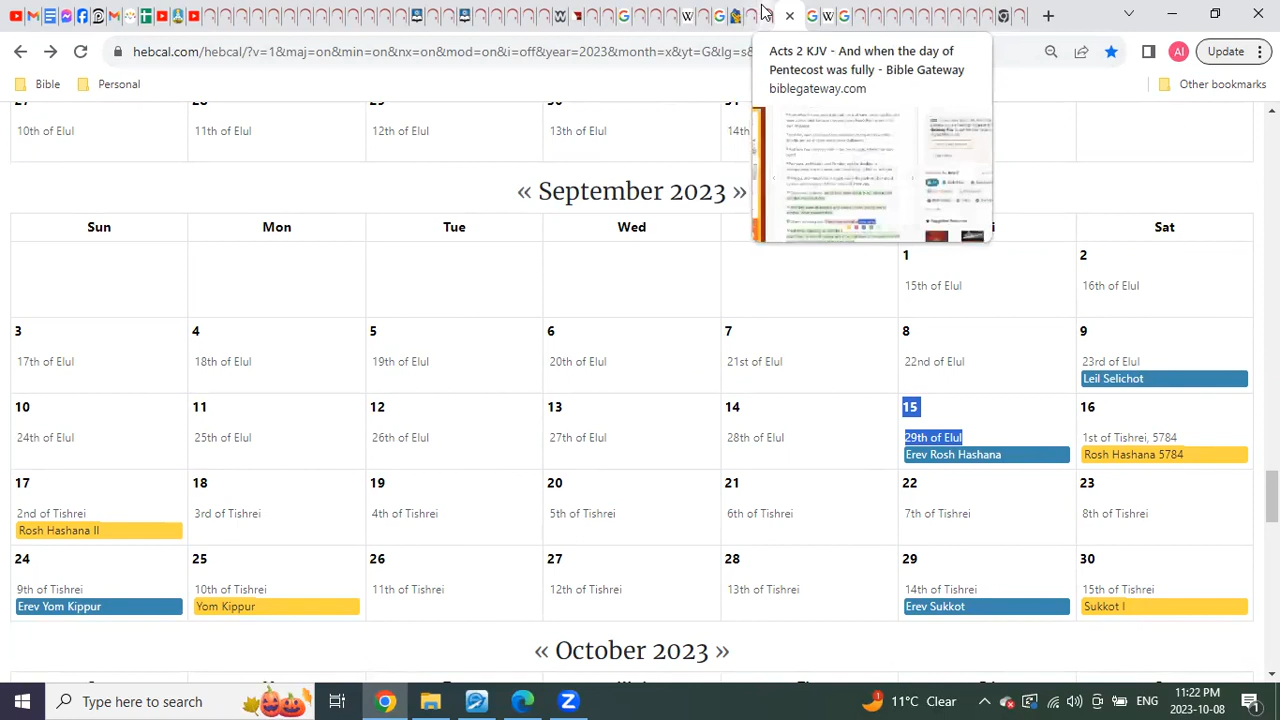 hebcal.com/hebcal/?v=1&maj=on&min=on&nx=on&mod=on&i=off&year=2023&month=x&yt=G&lg=s&
AI
Update
Bible
Personal
Other bookmarks
Acts 2 KJV - And when the day of
Pentecost was fully - Bible Gateway
biblegateway.com
10th of Elul
11th of Elul
14th
September 2023 »
Tue
Wed
Sat
1
2
15th of Elul
16th of Elul
3
4
5
6
7
8
9
17th of Elul
18th of Elul
19th of Elul
20th of Elul
21st of Elul
22nd of Elul
23rd of Elul
Leil Selichot
10
11
12
13
14
15
16
24th of Elul
25th of Elul
26th of Elul
27th of Elul
28th of Elul
29th of Elul
1st of Tishrei, 5784
Erev Rosh Hashana
Rosh Hashana 5784
17
18
19
20
21
22
23
2nd of Tishrei
3rd of Tishrei
4th of Tishrei
5th of Tishrei
6th of Tishrei
7th of Tishrei
8th of Tishrei
Rosh Hashana II
24
25
26
27
28
29
30
9th of Tishrei
10th of Tishrei
11th of Tishrei
12th of Tishrei
13th of Tishrei
14th of Tishrei
15th of Tishrei
Erev Yom Kippur
Yom Kippur
Erev Sukkot
Sukkot I
« October 2023 »
Type here to search
11°C Clear
ENG
11:22 PM
2023-10-08